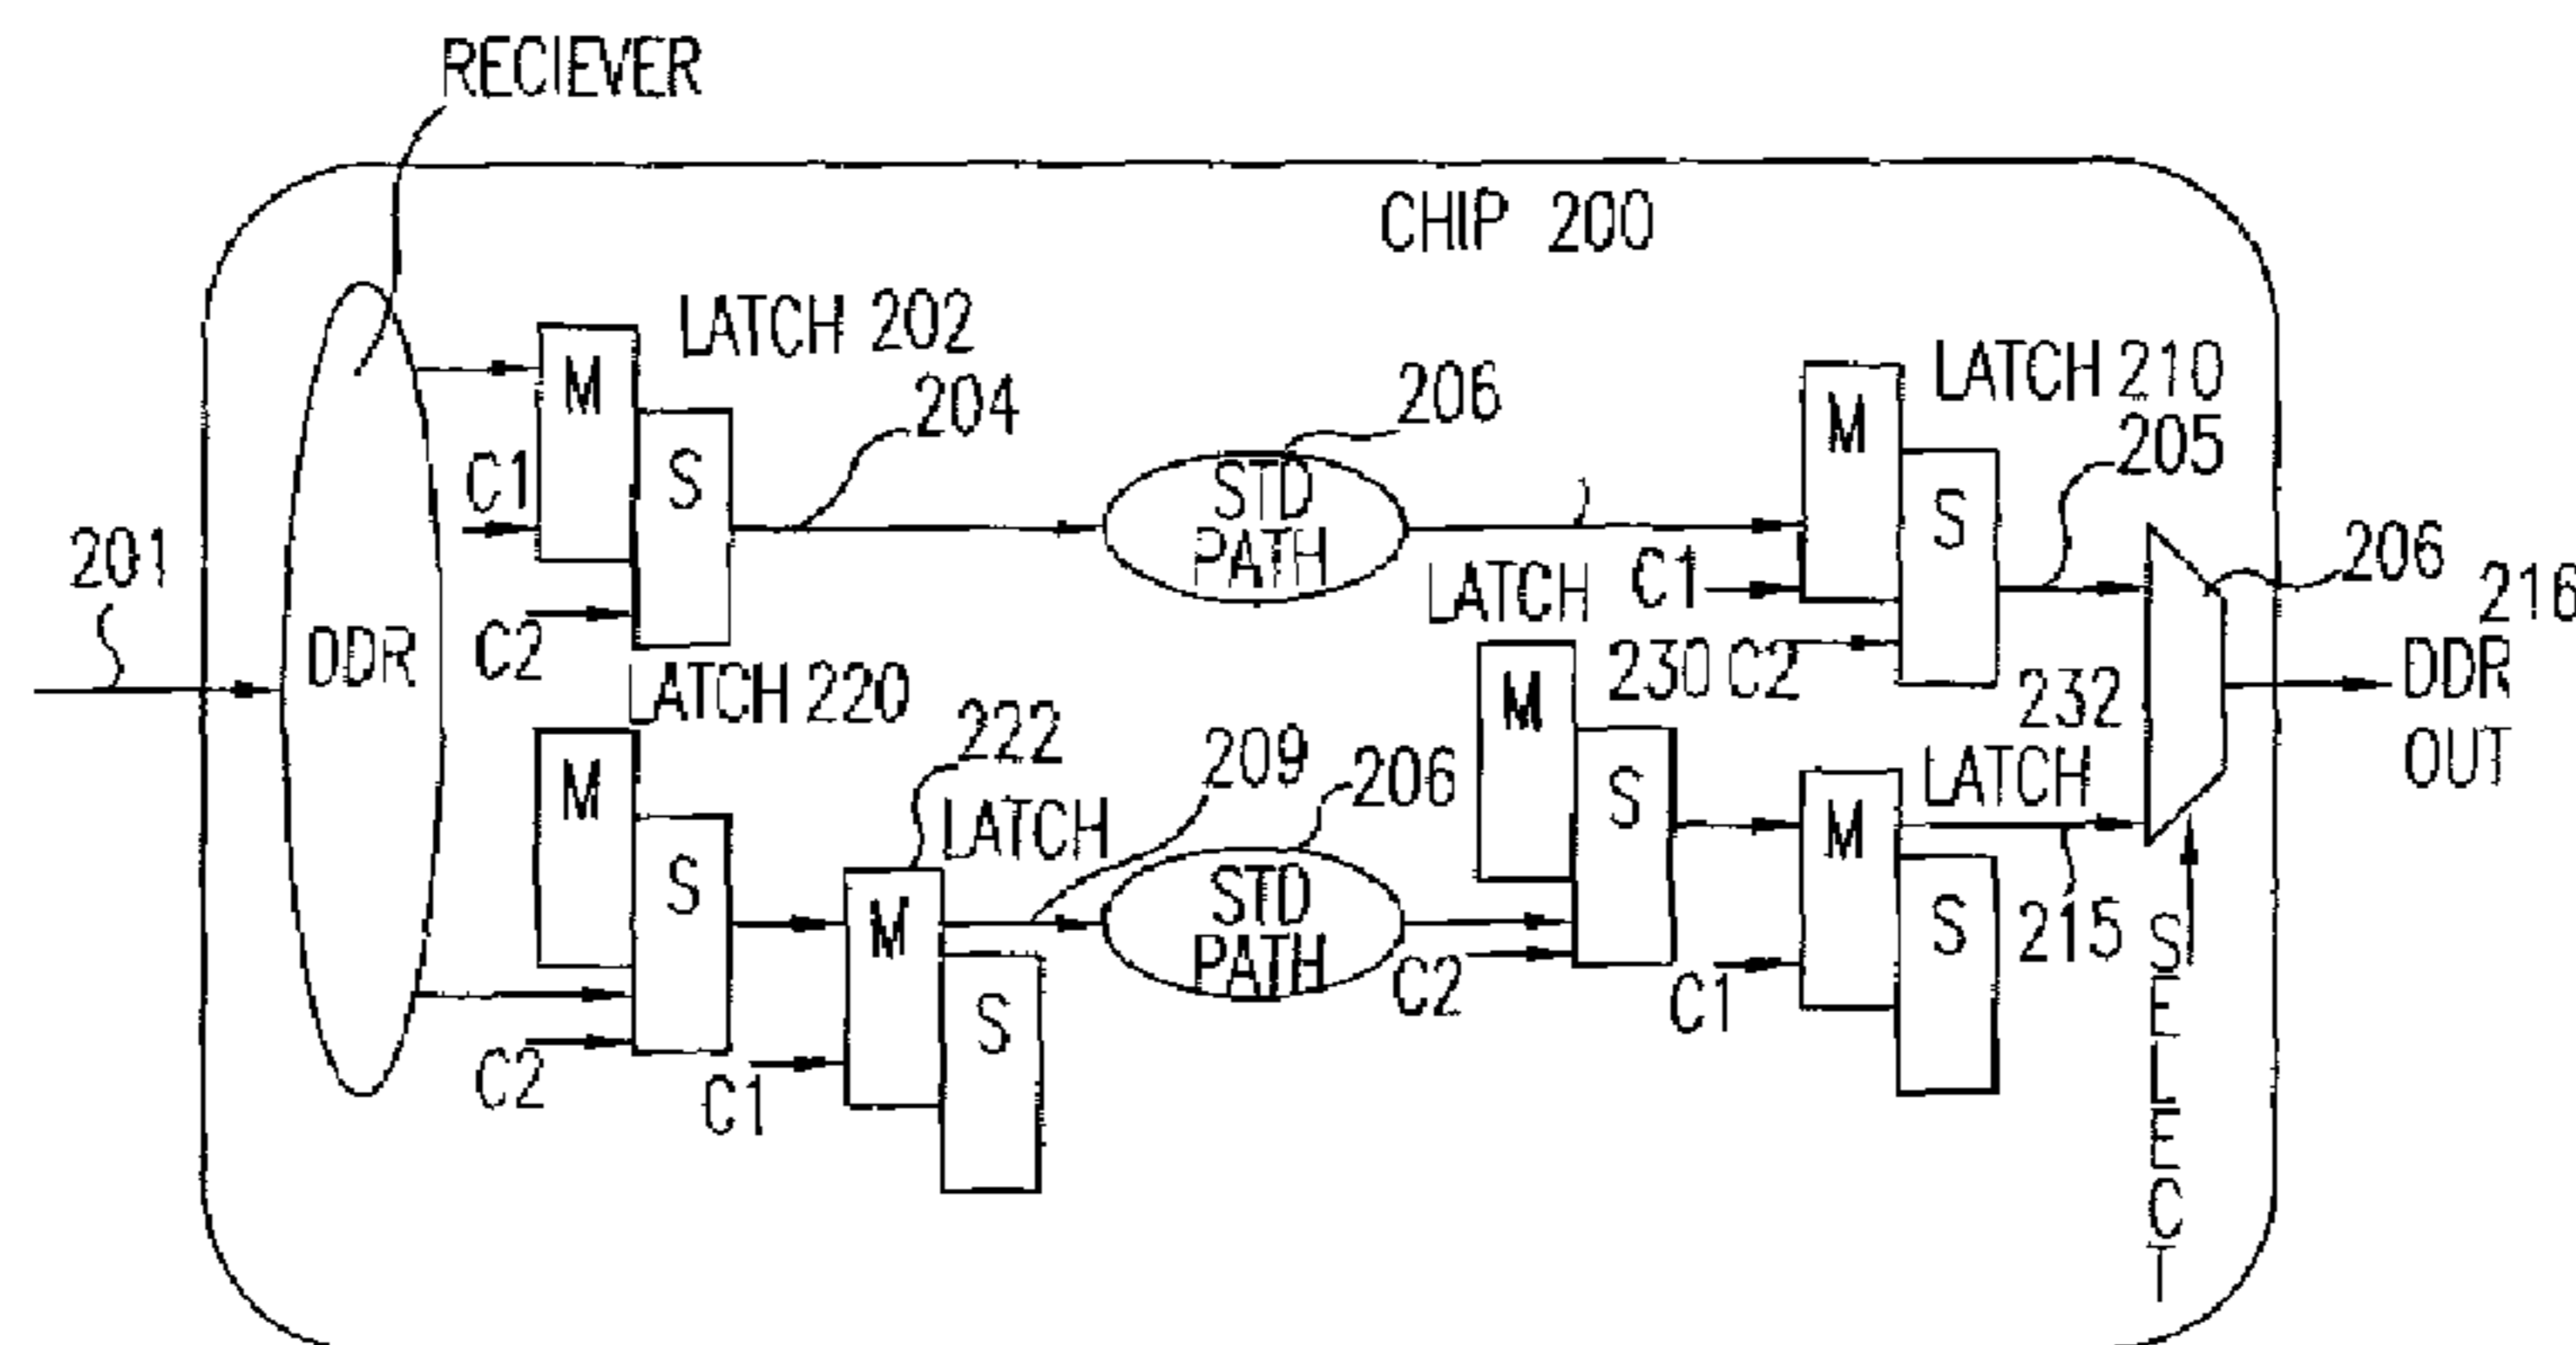 RECIEVER
CHIP 200
LATCH 202
M
S
C1
C2
204
206
STD
PATH
LATCH 210
M
S
C1
C2
205
201
DDR
206
216
DDR
OUT
LATCH 220
M
S
C2
222
LATCH
M
S
C1
209
206
STD
PATH
LATCH
230
M
S
C2
232
LATCH
M
S
C1
215
SELECT